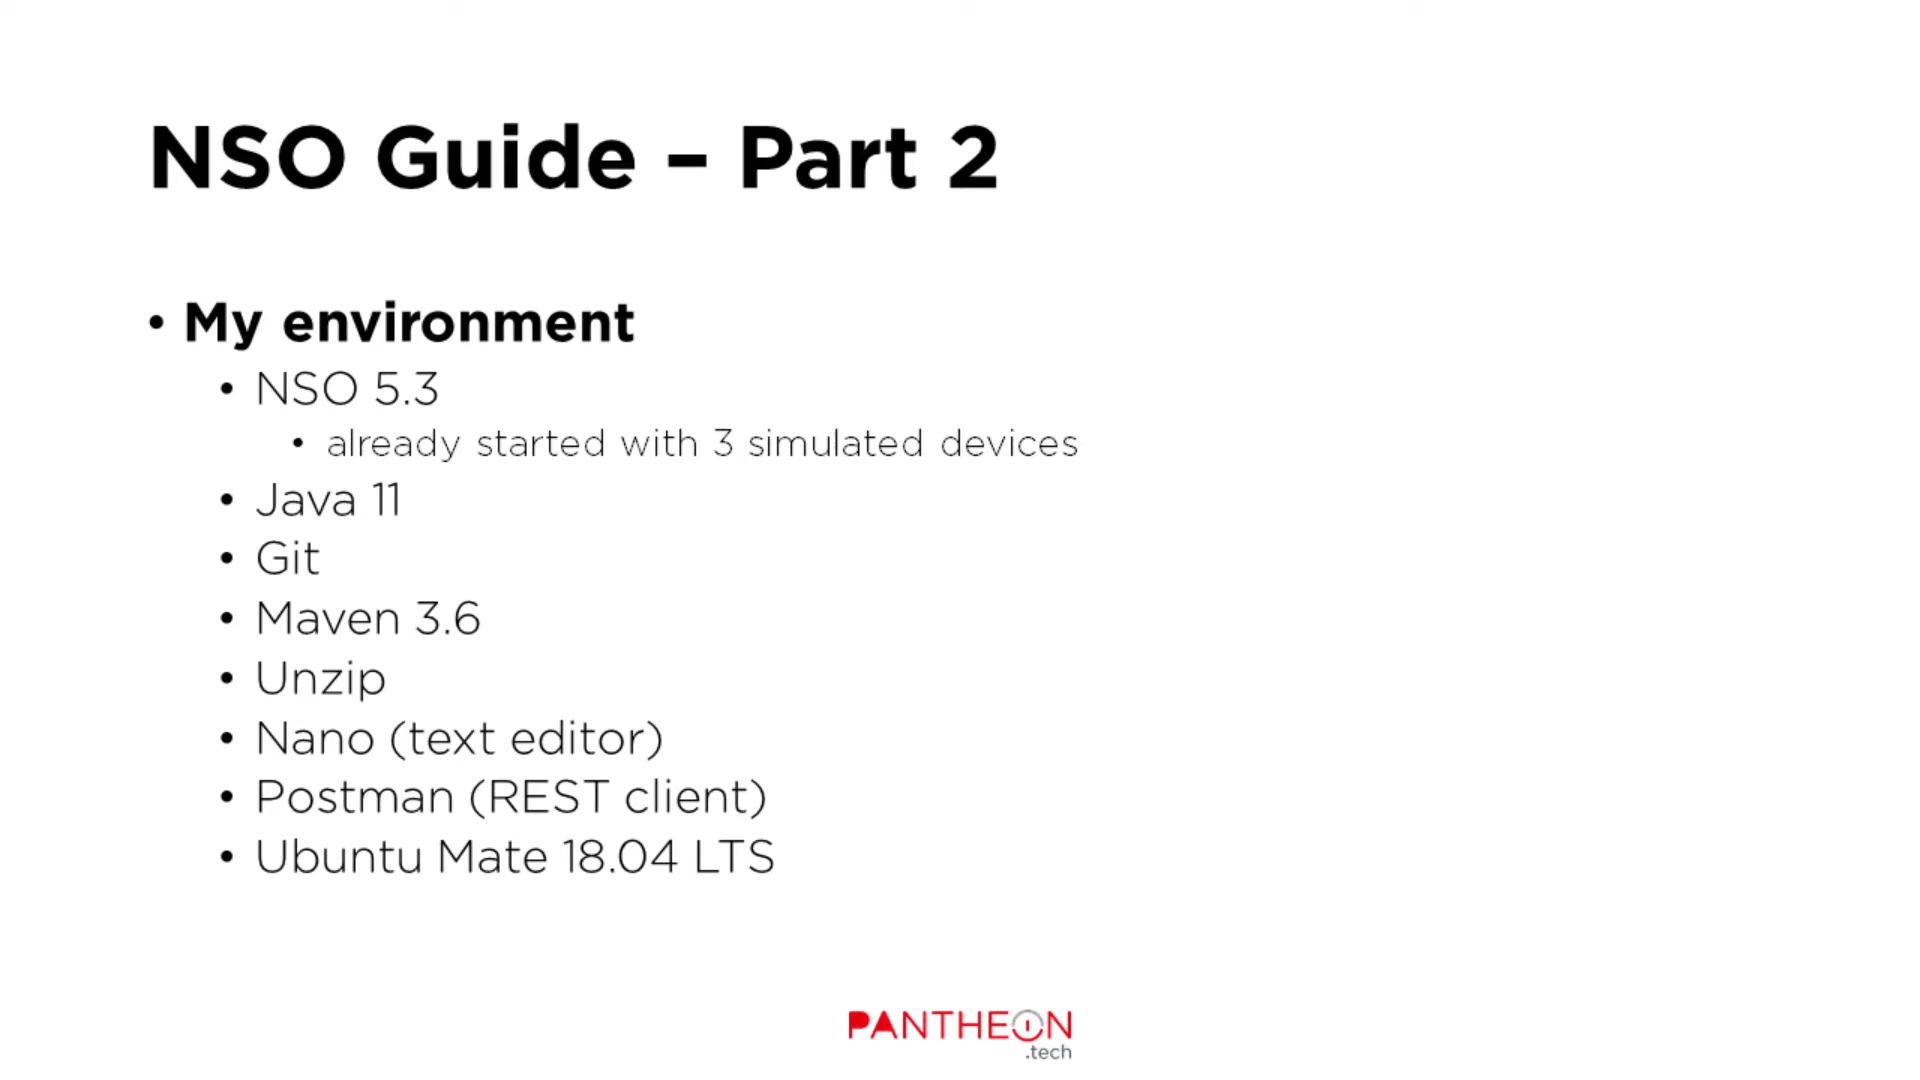 NSO Guide – Part 2
• My environment
• NSO 5.3
• already started with 3 simulated devices
• Java 11
• Git
• Maven 3.6
• Unzip
• Nano (text editor)
• Postman (REST client)
• Ubuntu Mate 18.04 LTS
PANTHEON
.tech